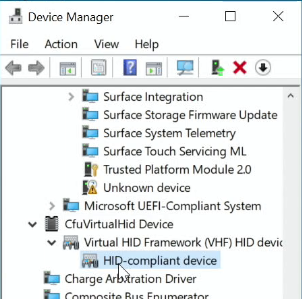 Device Manager
File Action View Help
Surface Integration
Surface Storage Firmware Update
Surface System Telemetry
Surface Touch Servicing ML
Trusted Platform Module 2.0
Unknown device
Microsoft UEFI-Compliant System
CfuVirtualHid Device
Virtual HID Framework (VHF) HID
HID-compliant device
Charge Arbitration Driver
Composite Bus Enumerator